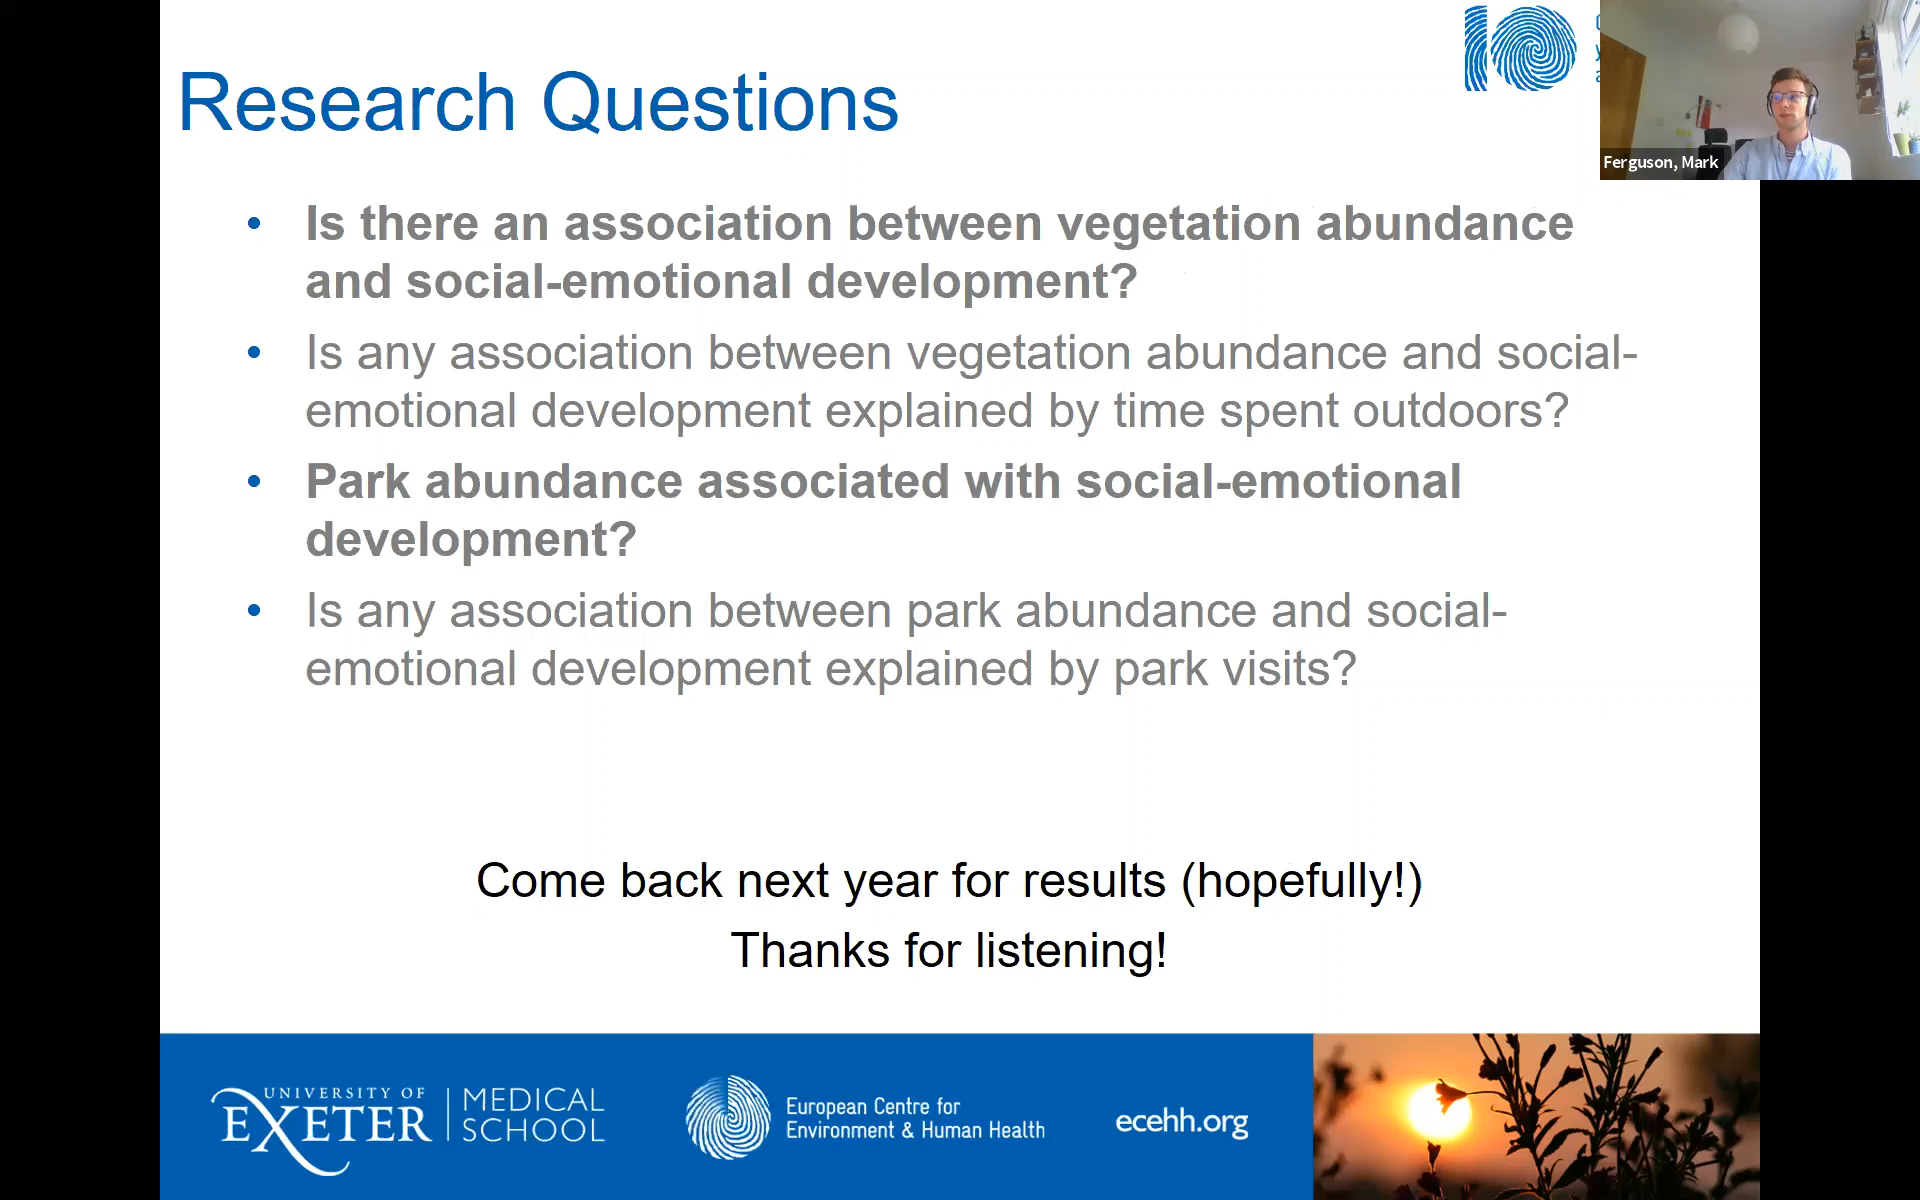 Research Questions
Ferguson, Mark
• Is there an association between vegetation abundance
and social-emotional development?
• Is any association between vegetation abundance and social-
emotional development explained by time spent outdoors?
• Park abundance associated with social-emotional
development?
• Is any association between park abundance and social-
emotional development explained by park visits?
Come back next year for results (hopefully!)
Thanks for listening!
UNIVERSITY OF
EXETER
MEDICAL
SCHOOL
European Centre for
Environment & Human Health
ecehh.org